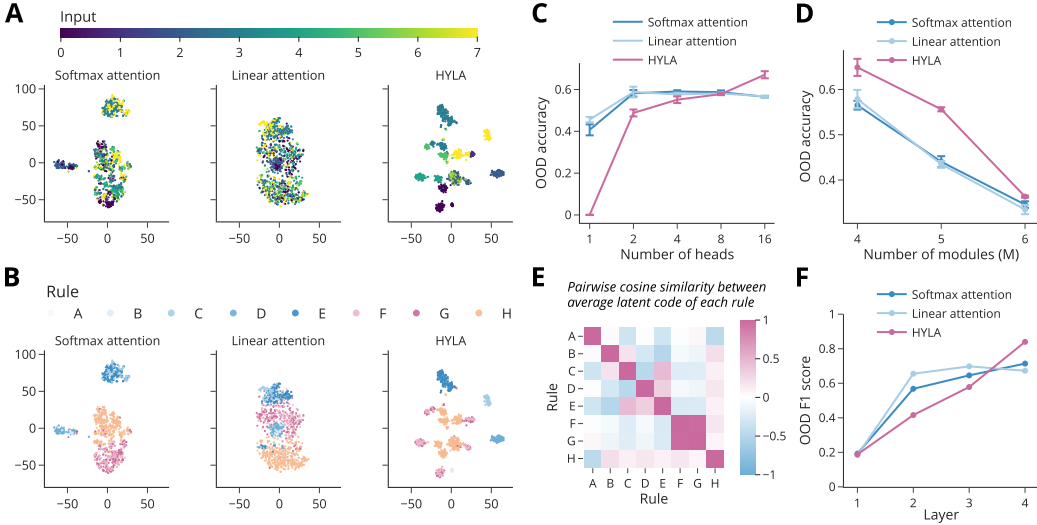 A
Input
0 1 2 3 4 5 6 7
Softmax attention Linear attention HYLA
100
50
0
−50
−50 0 50 −50 0 50 −50 0 50
B
Rule
A B C D E F G H
Softmax attention Linear attention HYLA
100
50
0
−50
−50 0 50 −50 0 50 −50 0 50
C
Softmax attention
Linear attention
HYLA
OOD accuracy
0.6
0.4
0.2
0
1 2 4 8 16
Number of heads
D
Softmax attention
Linear attention
HYLA
OOD accuracy
0.6
0.5
0.4
4 5 6
Number of modules (M)
E
Pairwise cosine similarity between
average latent code of each rule
Rule
A
B
C
D
E
F
G
H
A B C D E F G H
Rule
1
0.5
0
−0.5
−1
F
Softmax attention
Linear attention
HYLA
OOD F1 score
1
0.8
0.6
0.4
0.2
0
1 2 3 4
Layer